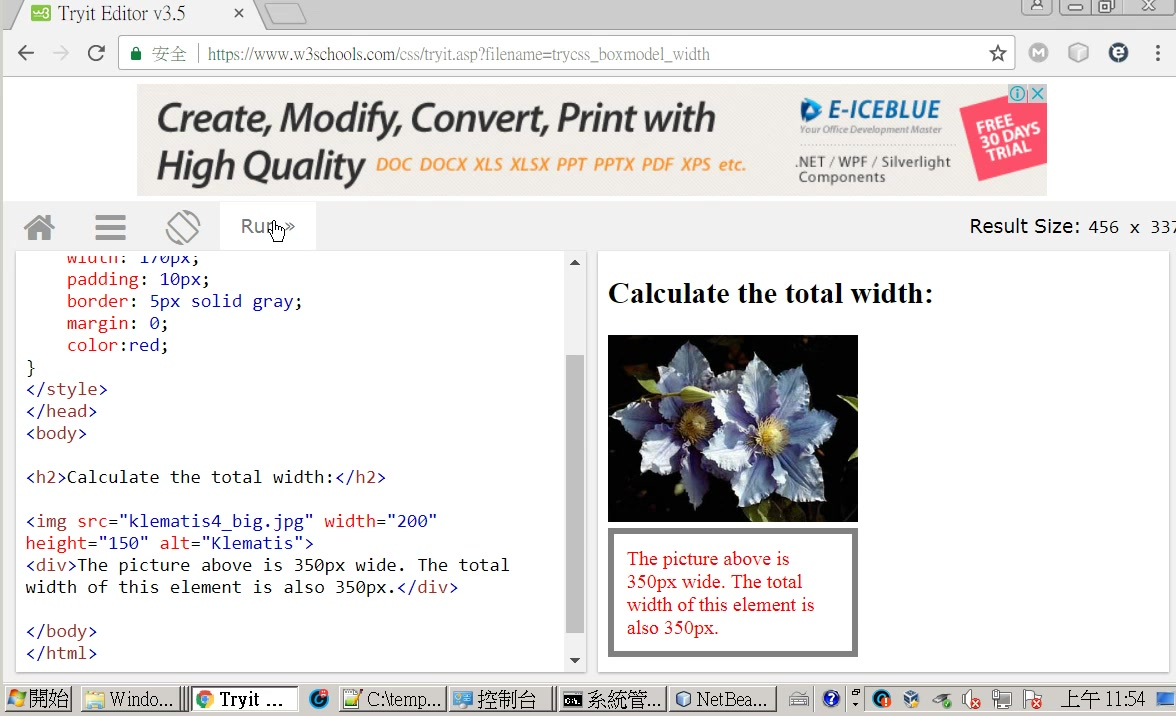 Tryit Editor v3.5
安全 https://www.w3schools.com/css/tryit.asp?filename=trycss_boxmodel_width
Create, Modify, Convert, Print with
High Quality DOC DOCX XLS XLSX PPT PPTX PDF XPS etc.
E-ICEBLUE
Your Office Development Master
.NET / WPF / Silverlight
Components
FREE
30 DAYS
TRIAL
Run »
Result Size: 456 x 337
width: 170px;
padding: 10px;
border: 5px solid gray;
margin: 0;
color:red;
}
</style>
</head>
<body>
<h2>Calculate the total width:</h2>
<img src="klematis4_big.jpg" width="200"
height="150" alt="Klematis">
<div>The picture above is 350px wide. The total
width of this element is also 350px.</div>
</body>
</html>
Calculate the total width:
The picture above is
350px wide. The total
width of this element is
also 350px.
開始 Windo... Tryit ... C:\temp... 控制台 系統管... NetBea... 上午 11:54